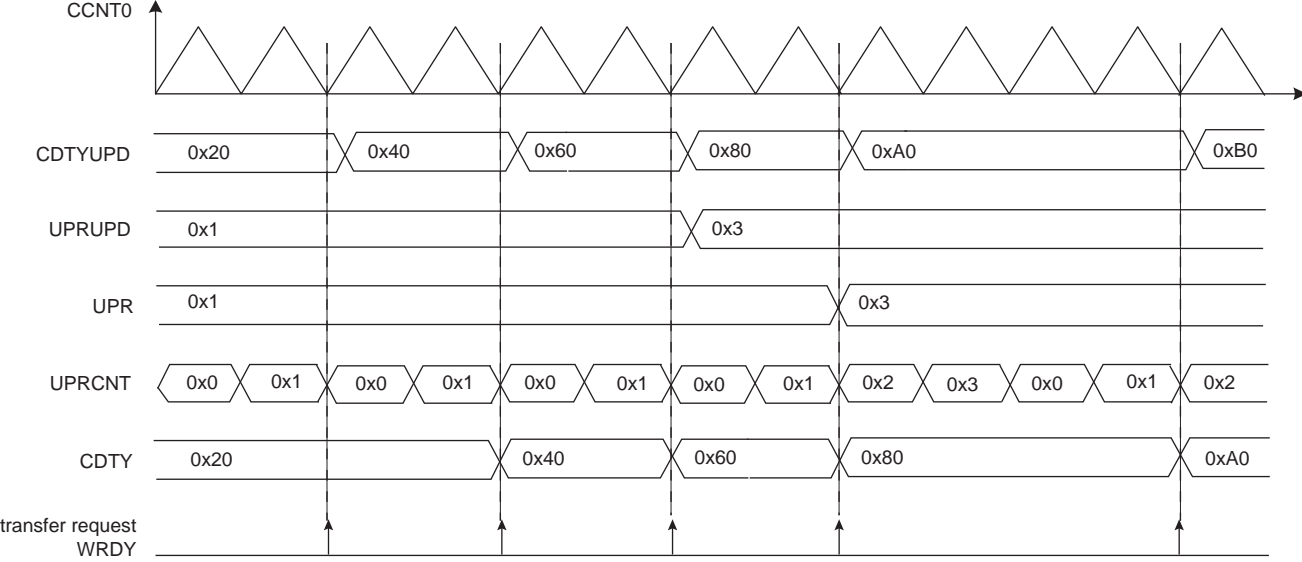 CCNT0
CDTYUPD 0x20 0x40 0x60 0x80 0xA0 0xB0
UPRUPD 0x1 0x3
UPR 0x1 0x3
UPRCNT 0x0 0x1 0x0 0x1 0x0 0x1 0x0 0x1 0x2 0x3 0x0 0x1 0x2
CDTY 0x20 0x40 0x60 0x80 0xA0
transfer request
WRDY